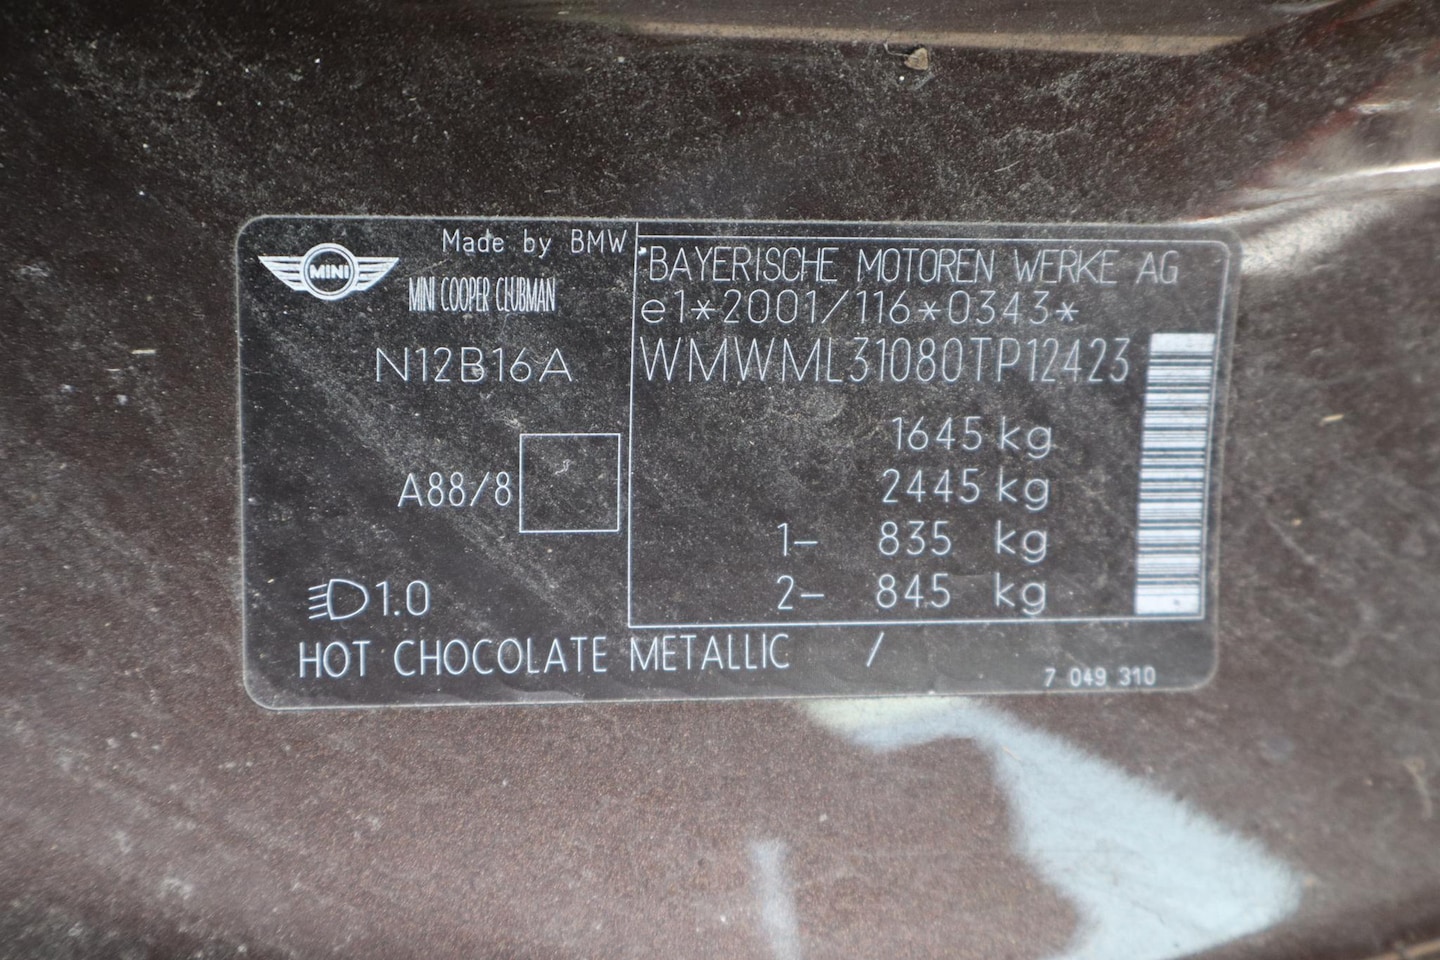 Made by BMW
MINI
MINI COOPER CLUBMAN
N12B16A
A88/8
1.0
BAYERISCHE MOTOREN WERKE AG
e1*2001/116*0343*
WMWML31080TP12423
1645 kg
2445 kg
1– 835 kg
2– 845 kg
HOT CHOCOLATE METALLIC /
7 049 310